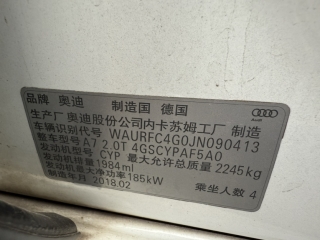 品牌 奥迪 制造国 德国
生产厂 奥迪股份公司内卡苏姆工厂 制造
车辆识别代号 WAURFC4G0JN090413
发动机型号 A7 2.0T 4GSCYPAF5A0
发动机排量 CYP 最大允许总质量 2245kg
发动机排量 1984ml
最大净功率 185kW
制造年月 2018.02 乘坐人数 4